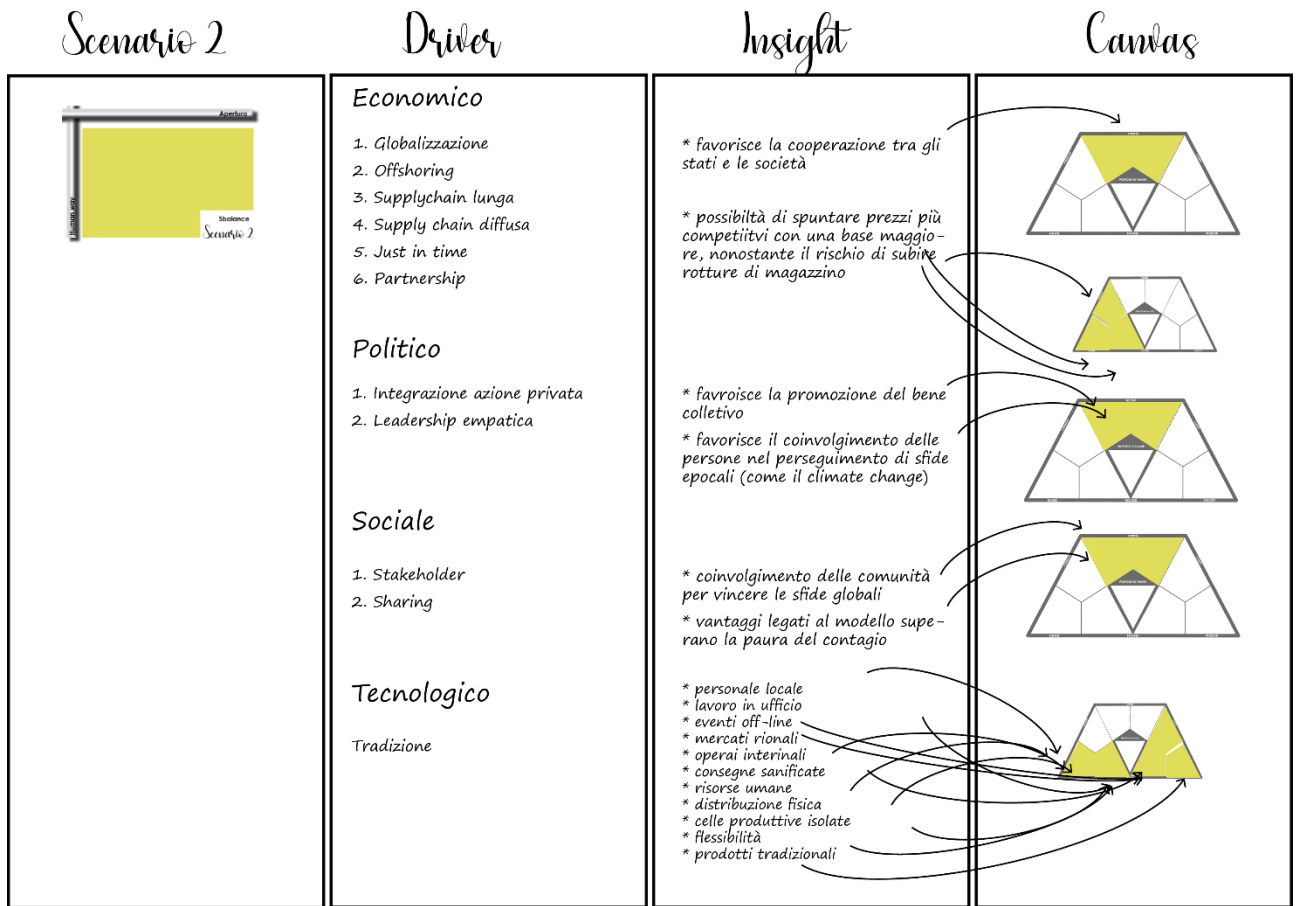 Scenario 2
Driver
Insight
Canvas
Apertura
Human way
Sbalance
Scenario 2
Economico
1. Globalizzazione
2. Offshoring
3. Supplychain lunga
4. Supply chain diffusa
5. Just in time
6. Partnership
Politico
1. Integrazione azione privata
2. Leadership empatica
Sociale
1. Stakeholder
2. Sharing
Tecnologico
Tradizione
* favorisce la cooperazione tra gli
stati e le società
* possibiltà di spuntare prezzi più
competiitvi con una base maggio-
re, nonostante il rischio di subire
rotture di magazzino
* favroisce la promozione del bene
colletivo
* favorisce il coinvolgimento delle
persone nel perseguimento di sfide
epocali (come il climate change)
* coinvolgimento delle comunità
per vincere le sfide globali
* vantaggi legati al modello supe-
rano la paura del contagio
* personale locale
* lavoro in ufficio
* eventi off-line
* mercati rionali
* operai interinali
* consegne sanificate
* risorse umane
* distribuzione fisica
* celle produttive isolate
* flessibilità
* prodotti tradizionali